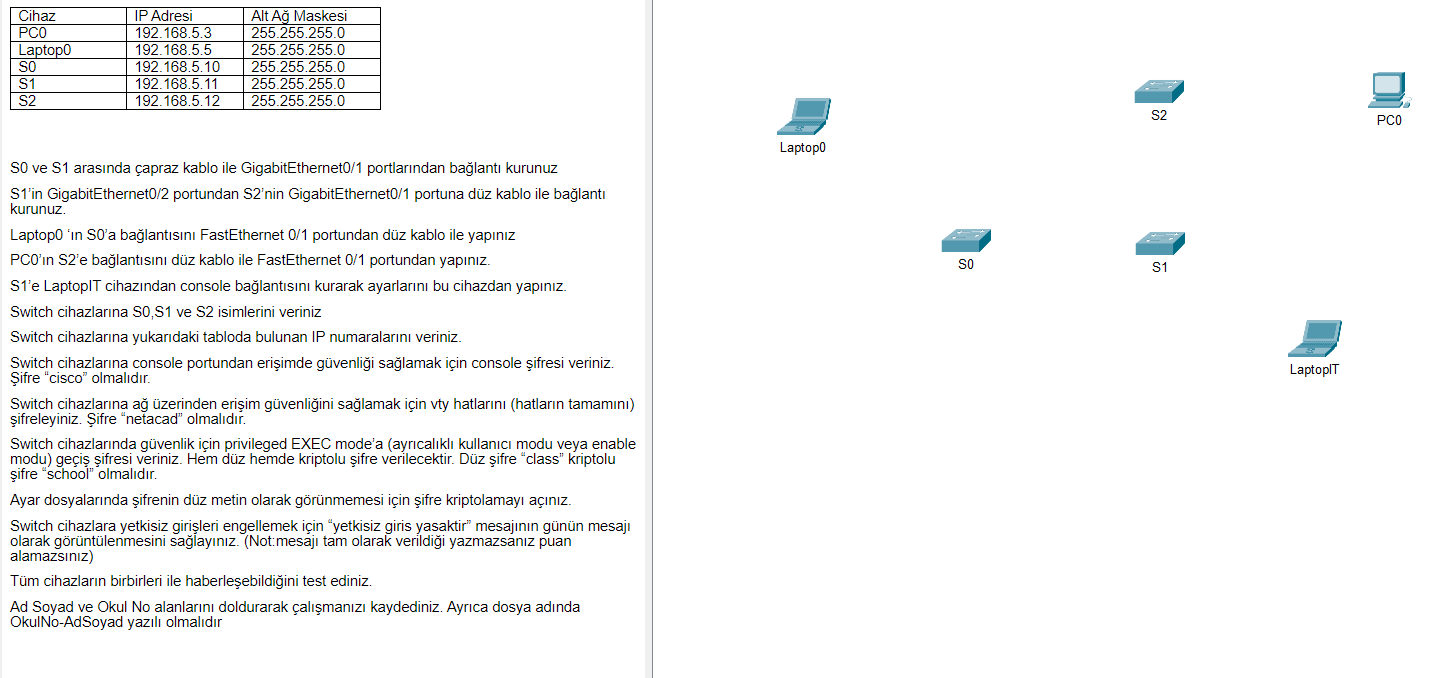 Cihaz IP Adresi Alt Ağ Maskesi
PC0 192.168.5.3 255.255.255.0
Laptop0 192.168.5.5 255.255.255.0
S0 192.168.5.10 255.255.255.0
S1 192.168.5.11 255.255.255.0
S2 192.168.5.12 255.255.255.0
S0 ve S1 arasında çapraz kablo ile GigabitEthernet0/1 portlarından bağlantı kurunuz
S1’in GigabitEthernet0/2 portundan S2’nin GigabitEthernet0/1 portuna düz kablo ile bağlantı
kurunuz.
Laptop0 ‘ın S0’a bağlantısını FastEthernet 0/1 portundan düz kablo ile yapınız
PC0’ın S2’e bağlantısını düz kablo ile FastEthernet 0/1 portundan yapınız.
S1’e LaptopIT cihazından console bağlantısını kurarak ayarlarını bu cihazdan yapınız.
Switch cihazlarına S0,S1 ve S2 isimlerini veriniz
Switch cihazlarına yukarıdaki tabloda bulunan IP numaralarını veriniz.
Switch cihazlarına console portundan erişimde güvenliği sağlamak için console şifresi veriniz.
Şifre “cisco” olmalıdır.
Switch cihazlarına ağ üzerinden erişim güvenliğini sağlamak için vty hatlarını (hatların tamamını)
şifreleyiniz. Şifre “netacad” olmalıdır.
Switch cihazlarında güvenlik için privileged EXEC mode’a (ayrıcalıklı kullanıcı modu veya enable
modu) geçiş şifresi veriniz. Hem düz hemde kriptolu şifre verilecektir. Düz şifre “class” kriptolu
şifre “school” olmalıdır.
Ayar dosyalarında şifrenin düz metin olarak görünmemesi için şifre kriptolamayı açınız.
Switch cihazlara yetkisiz girişleri engellemek için “yetkisiz giris yasaktir” mesajının günün mesajı
olarak görüntülenmesini sağlayınız. (Not:mesajı tam olarak verildiği yazmazsanız puan
alamazsınız)
Tüm cihazların birbirleri ile haberleşebildiğini test ediniz.
Ad Soyad ve Okul No alanlarını doldurarak çalışmanızı kaydediniz. Ayrıca dosya adında
OkulNo-AdSoyad yazılı olmalıdır
S2
PC0
Laptop0
S0
S1
LaptopIT